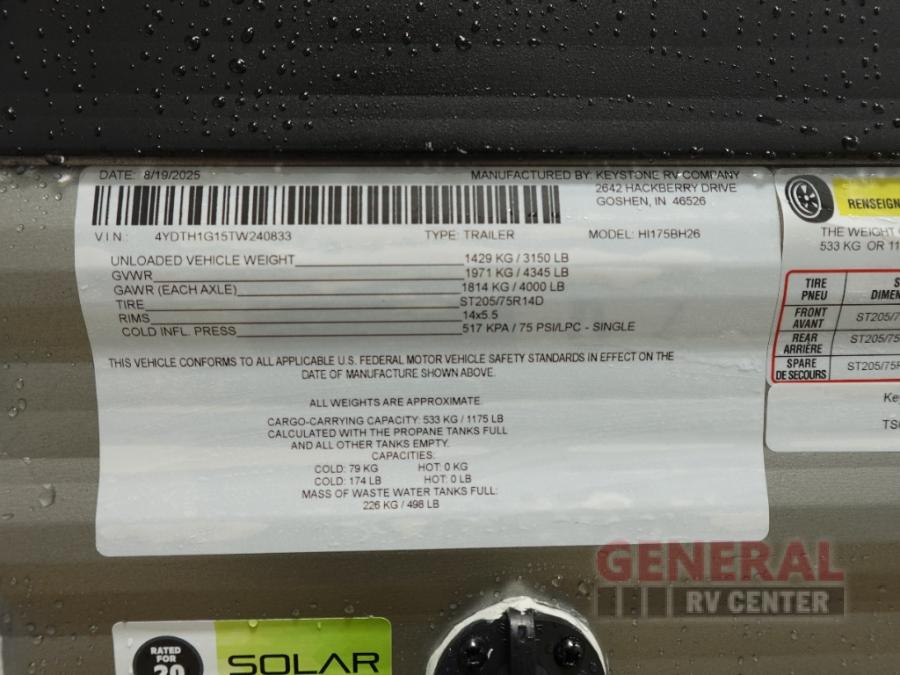 DATE: 8/19/2025
MANUFACTURED BY: KEYSTONE RV COMPANY
2642 HACKBERRY DRIVE
GOSHEN, IN 46526
VIN: 4YDTH1G15TW240833 TYPE: TRAILER MODEL: HI175BH26
UNLOADED VEHICLE WEIGHT 1429 KG / 3150 LB
GVWR 1971 KG / 4345 LB
GAWR (EACH AXLE) 1814 KG / 4000 LB
TIRE ST205/75R14D
RIMS 14x5.5
COLD INFL. PRESS 517 KPA / 75 PSI/LPC - SINGLE
THIS VEHICLE CONFORMS TO ALL APPLICABLE U.S. FEDERAL MOTOR VEHICLE SAFETY STANDARDS IN EFFECT ON THE
DATE OF MANUFACTURE SHOWN ABOVE.
ALL WEIGHTS ARE APPROXIMATE.
CARGO-CARRYING CAPACITY: 533 KG / 1175 LB
CALCULATED WITH THE PROPANE TANKS FULL
AND ALL OTHER TANKS EMPTY.
CAPACITIES:
COLD: 79 KG HOT: 0 KG
COLD: 174 LB HOT: 0 LB
MASS OF WASTE WATER TANKS FULL:
226 KG / 498 LB
RENSEIGN
THE WEIGHT
533 KG OR 11
TIRE
PNEU
DIMEN
FRONT
AVANT
ST205/7
REAR
ARRIÈRE
ST205/75
SPARE
DE SECOURS
ST205/75R
Ke
GENERAL
RV CENTER
RATED
FOR
SOLAR